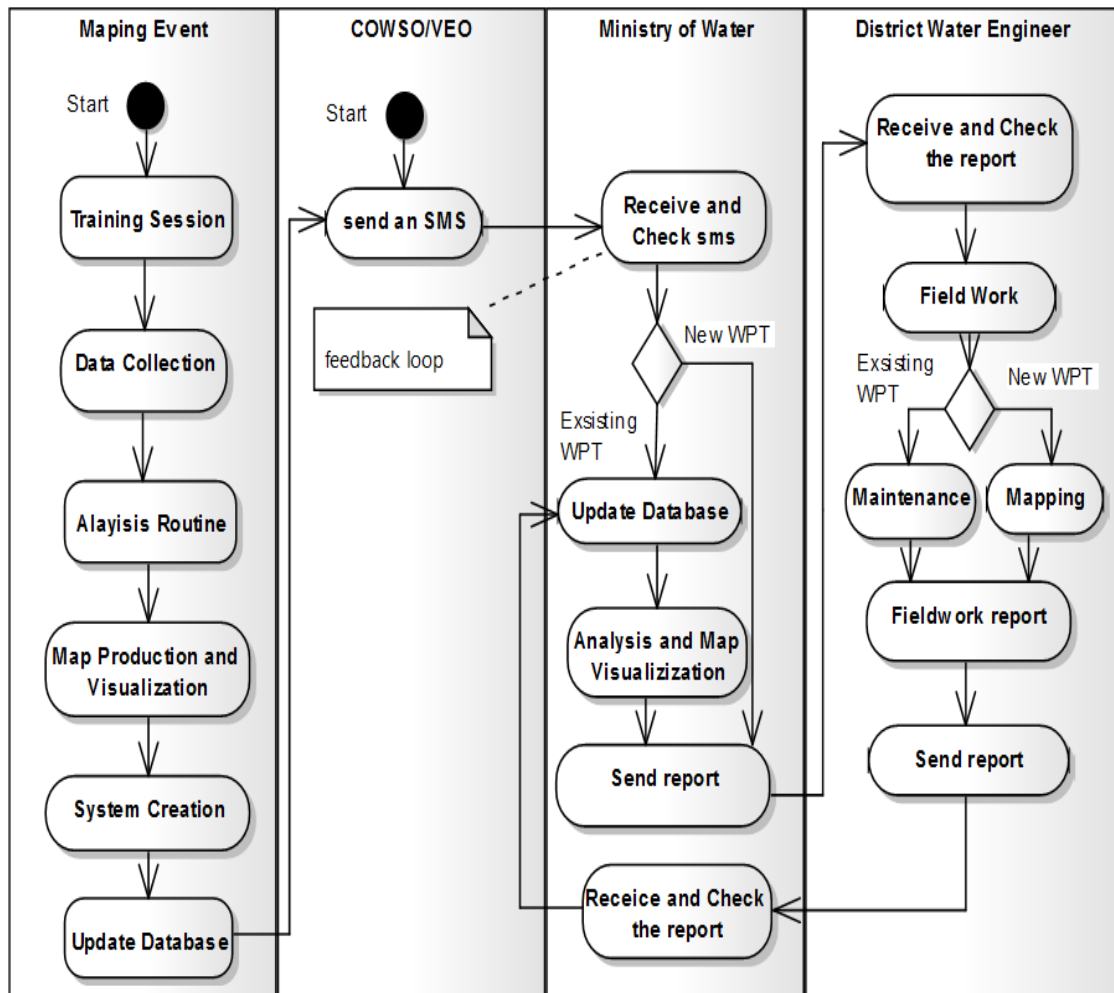 Maping Event
Start
Training Session
Data Collection
Alayisis Routine
Map Production and
Visualization
System Creation
Update Database
COWSO/VEO
Start
send an SMS
feedback loop
Ministry of Water
Receive and
Check sms
New WPT
Exsisting
WPT
Update Database
Analysis and Map
Visualizization
Send report
Receice and Check
the report
District Water Engineer
Receive and Check
the report
Field Work
Exsisting
WPT
New WPT
Maintenance
Mapping
Fieldwork report
Send report